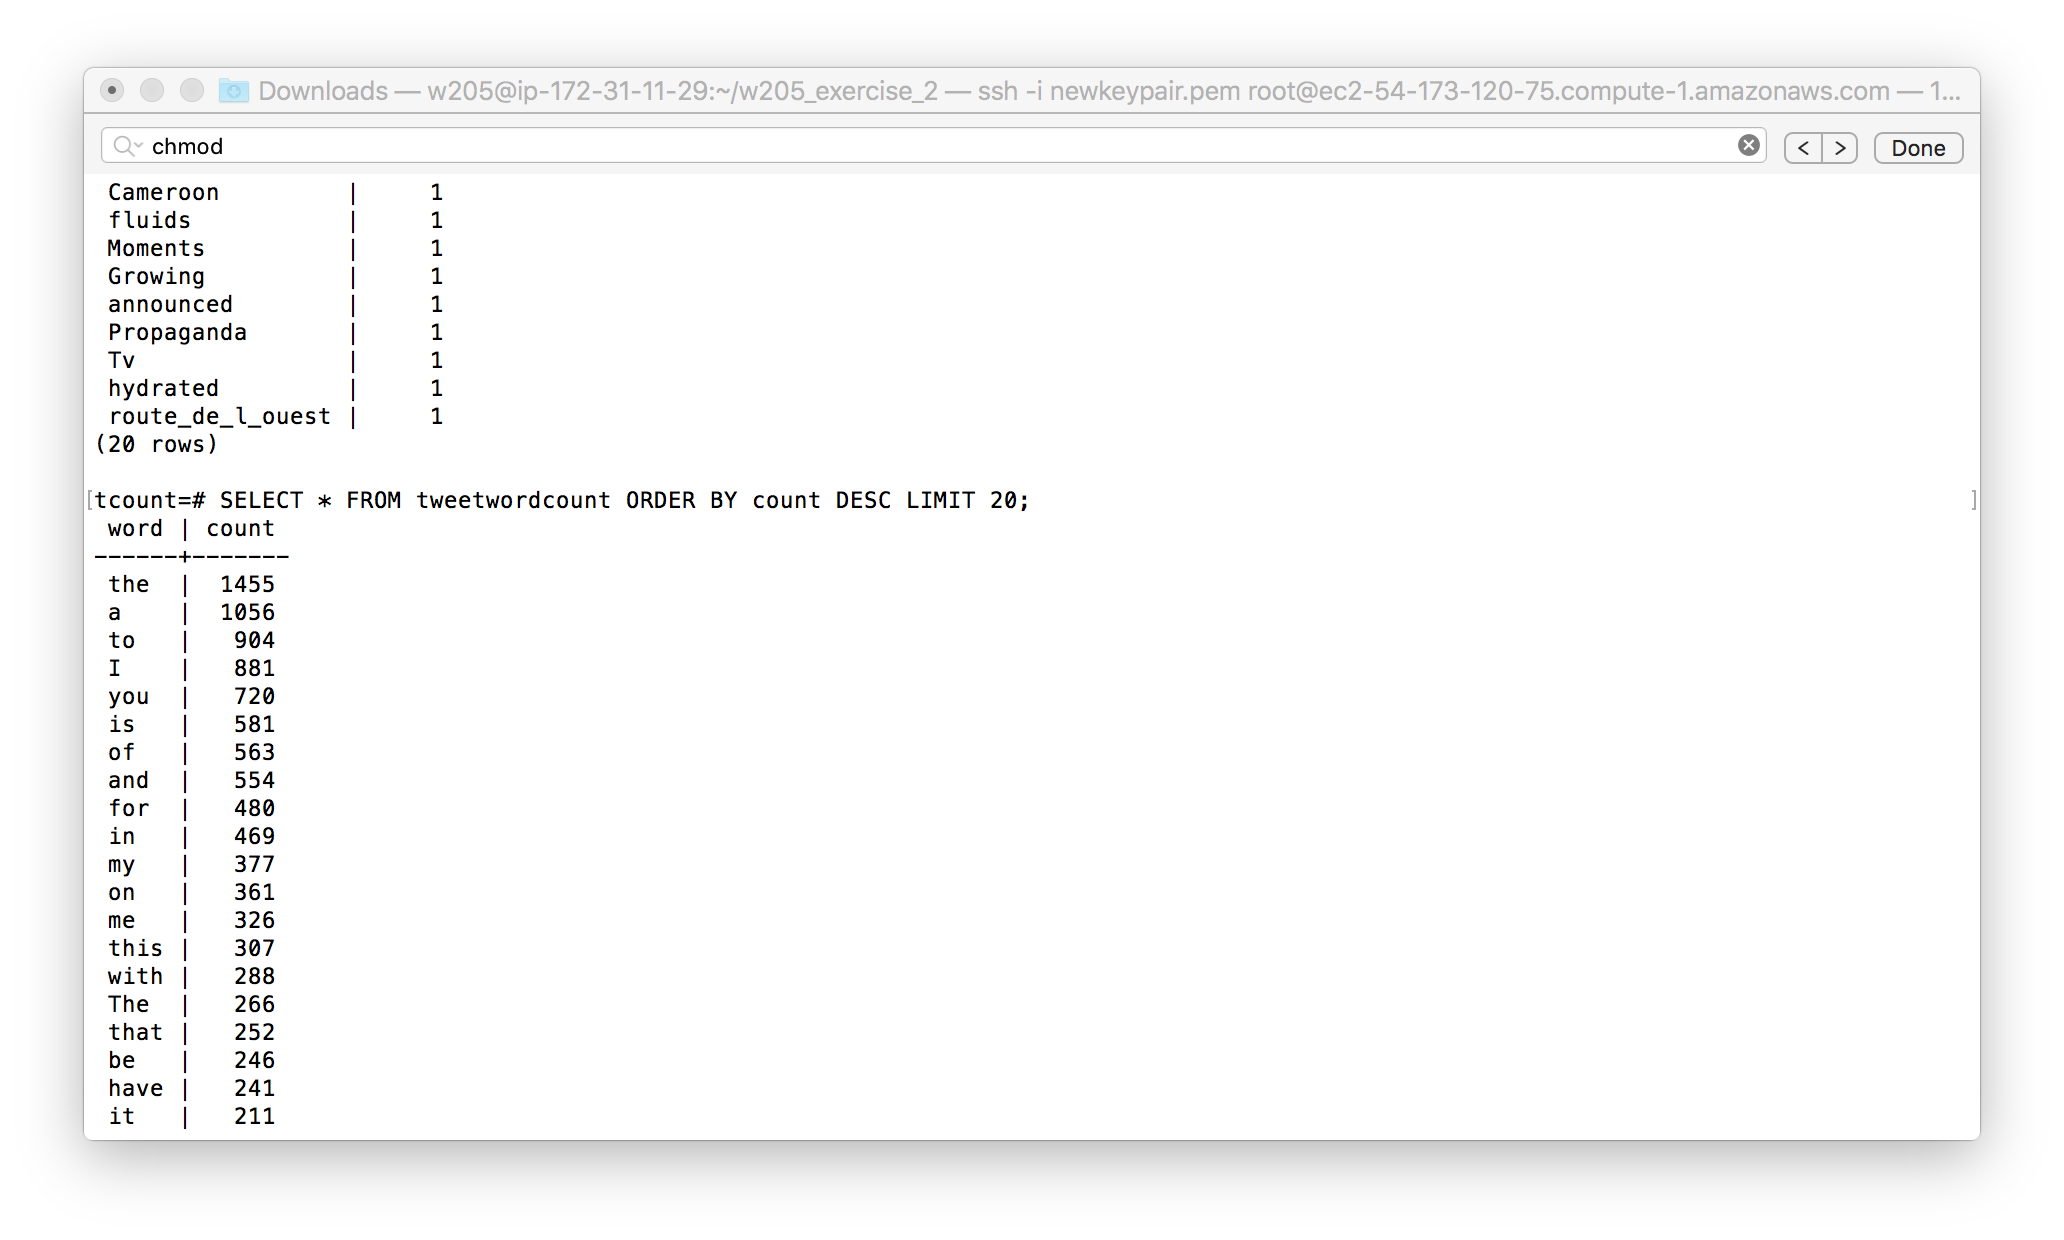 Downloads — w205@ip-172-31-11-29:~/w205_exercise_2 — ssh -i newkeypair.pem root@ec2-54-173-120-75.compute-1.amazonaws.com — 1...
chmod
< > Done
Cameroon | 1
fluids | 1
Moments | 1
Growing | 1
announced | 1
Propaganda | 1
Tv | 1
hydrated | 1
route_de_l_ouest | 1
(20 rows)
[tcount=# SELECT * FROM tweetwordcount ORDER BY count DESC LIMIT 20; ]
word | count
------+-------
the | 1455
a | 1056
to | 904
I | 881
you | 720
is | 581
of | 563
and | 554
for | 480
in | 469
my | 377
on | 361
me | 326
this | 307
with | 288
The | 266
that | 252
be | 246
have | 241
it | 211